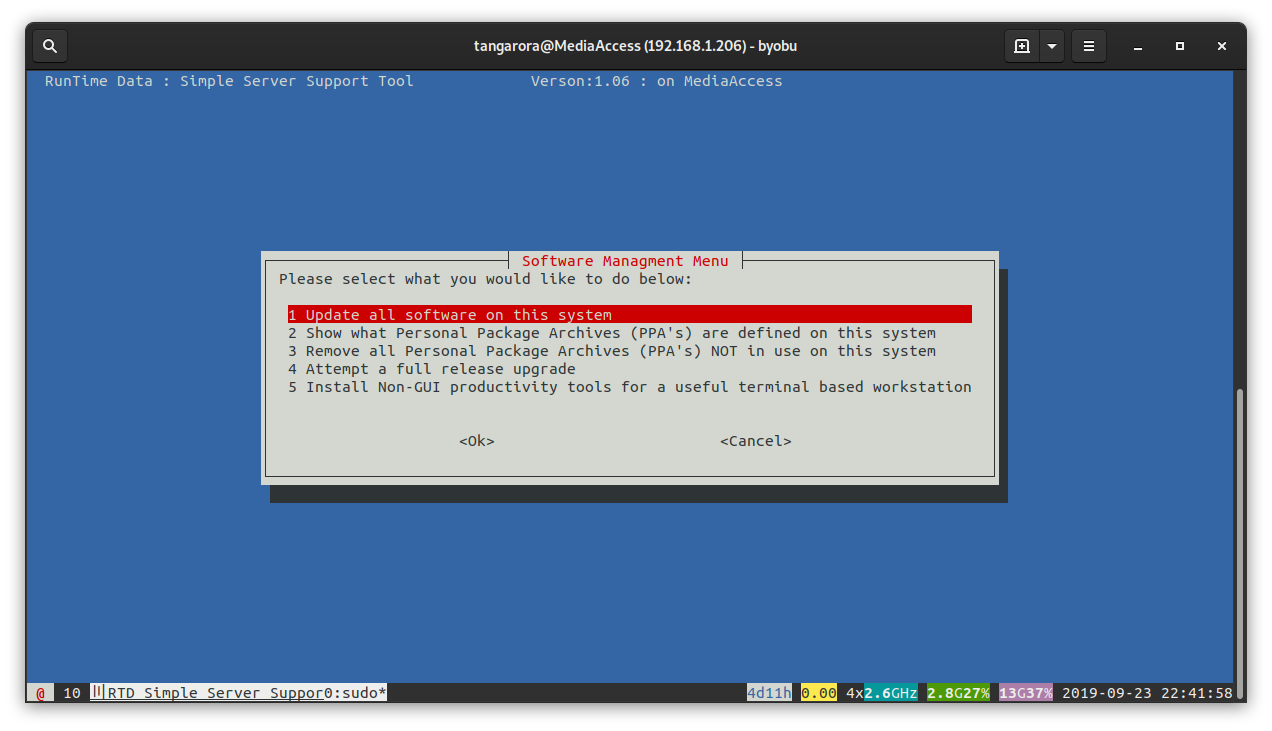 tangarora@MediaAccess (192.168.1.206) - byobu
RunTime Data : Simple Server Support Tool Verson:1.06 : on MediaAccess
Software Managment Menu
Please select what you would like to do below:
1 Update all software on this system
2 Show what Personal Package Archives (PPA's) are defined on this system
3 Remove all Personal Package Archives (PPA's) NOT in use on this system
4 Attempt a full release upgrade
5 Install Non-GUI productivity tools for a useful terminal based workstation
<Ok> <Cancel>
@ 10 RTD Simple Server Suppor0:sudo* 4d11h 0.00 4x2.6GHz 2.8G27% 13G37% 2019-09-23 22:41:58